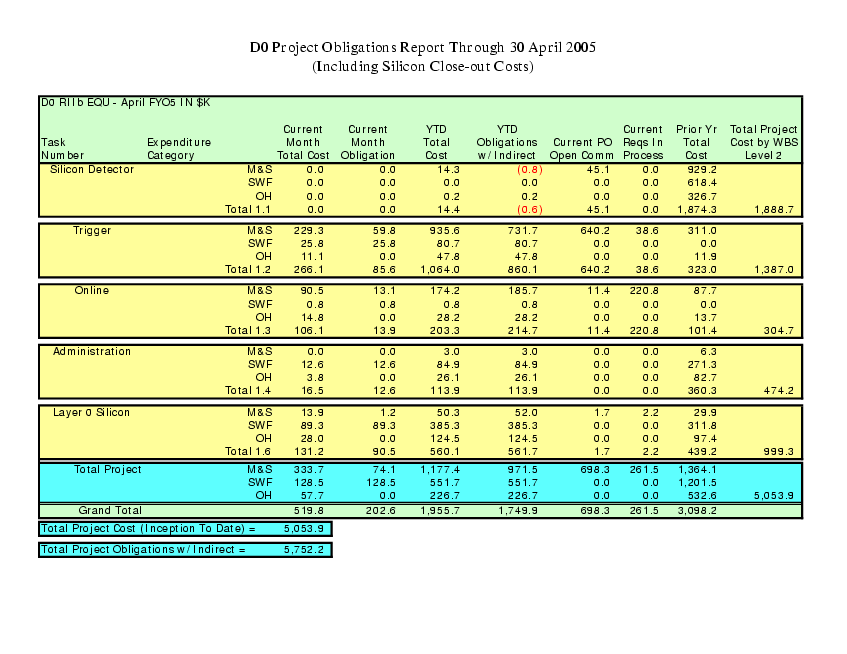 D0 Project Obligations Report Through 30 April 2005
(Including Silicon Close-out Costs)
D0 RIIb EQU - April FY05 IN $K
Current Current YTD YTD Current Prior Yr Total Project
Task Expenditure Month Month Total Obligations Current PO Reqs In Total Cost by WBS
Number Category Total Cost Obligation Cost w/Indirect Open Comm Process Cost Level 2
Silicon Detector M&S 0.0 0.0 14.3 (0.8) 45.1 0.0 929.2
SWF 0.0 0.0 0.0 0.0 0.0 0.0 618.4
OH 0.0 0.0 0.2 0.2 0.0 0.0 326.7
Total 1.1 0.0 0.0 14.4 (0.6) 45.1 0.0 1,874.3 1,888.7
Trigger M&S 229.3 59.8 935.6 731.7 640.2 38.6 311.0
SWF 25.8 25.8 80.7 80.7 0.0 0.0 0.0
OH 11.1 0.0 47.8 47.8 0.0 0.0 11.9
Total 1.2 266.1 85.6 1,064.0 860.1 640.2 38.6 323.0 1,387.0
Online M&S 90.5 13.1 174.2 185.7 11.4 220.8 87.7
SWF 0.8 0.8 0.8 0.8 0.0 0.0 0.0
OH 14.8 0.0 28.2 28.2 0.0 0.0 13.7
Total 1.3 106.1 13.9 203.3 214.7 11.4 220.8 101.4 304.7
Administration M&S 0.0 0.0 3.0 3.0 0.0 0.0 6.3
SWF 12.6 12.6 84.9 84.9 0.0 0.0 271.3
OH 3.8 0.0 26.1 26.1 0.0 0.0 82.7
Total 1.4 16.5 12.6 113.9 113.9 0.0 0.0 360.3 474.2
Layer 0 Silicon M&S 13.9 1.2 50.3 52.0 1.7 2.2 29.9
SWF 89.3 89.3 385.3 385.3 0.0 0.0 311.8
OH 28.0 0.0 124.5 124.5 0.0 0.0 97.4
Total 1.6 131.2 90.5 560.1 561.7 1.7 2.2 439.2 999.3
Total Project M&S 333.7 74.1 1,177.4 971.5 698.3 261.5 1,364.1
SWF 128.5 128.5 551.7 551.7 0.0 0.0 1,201.5
OH 57.7 0.0 226.7 226.7 0.0 0.0 532.6 5,053.9
Grand Total 519.8 202.6 1,955.7 1,749.9 698.3 261.5 3,098.2
Total Project Cost (Inception To Date) = 5,053.9
Total Project Obligations w/Indirect = 5,752.2